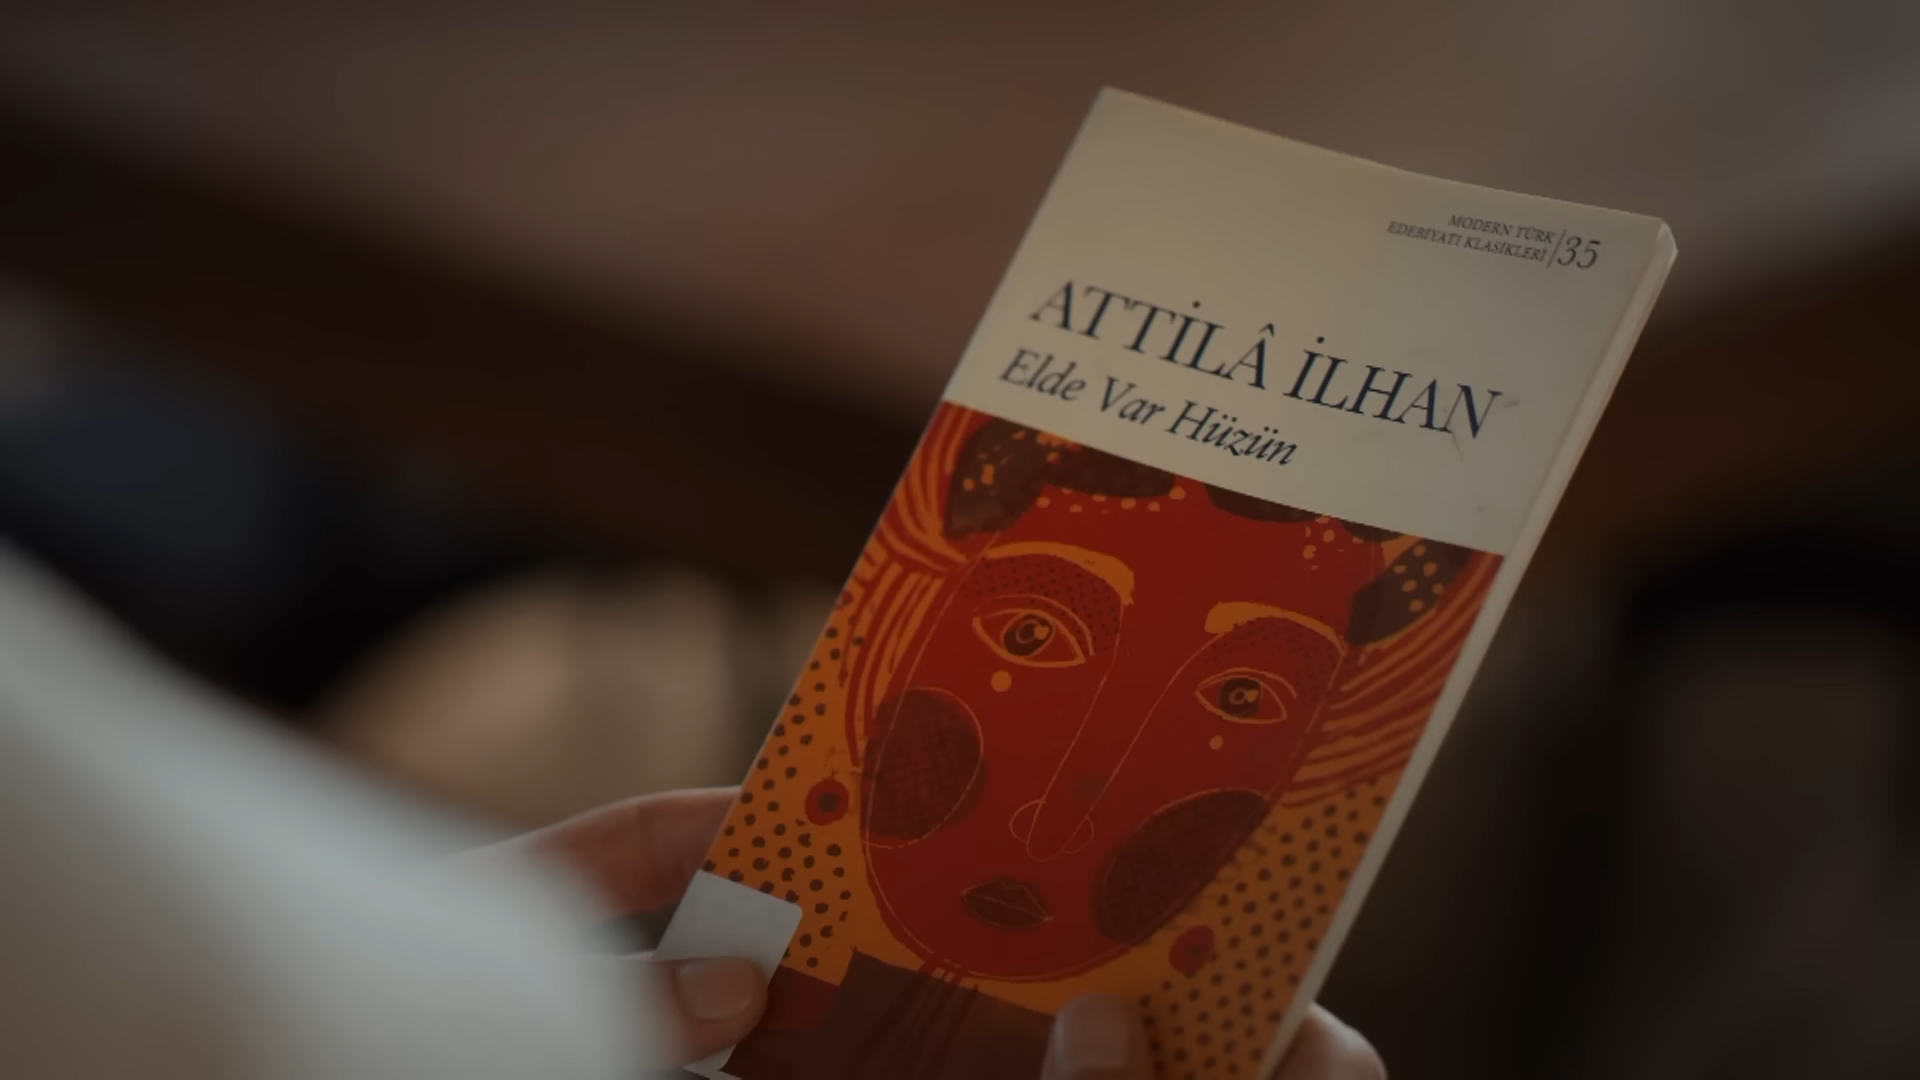 MODERN TÜRK
EDEBİYATI KLASİKLERİ
35
ATTİLÂ İLHAN
Elde Var Hüzün